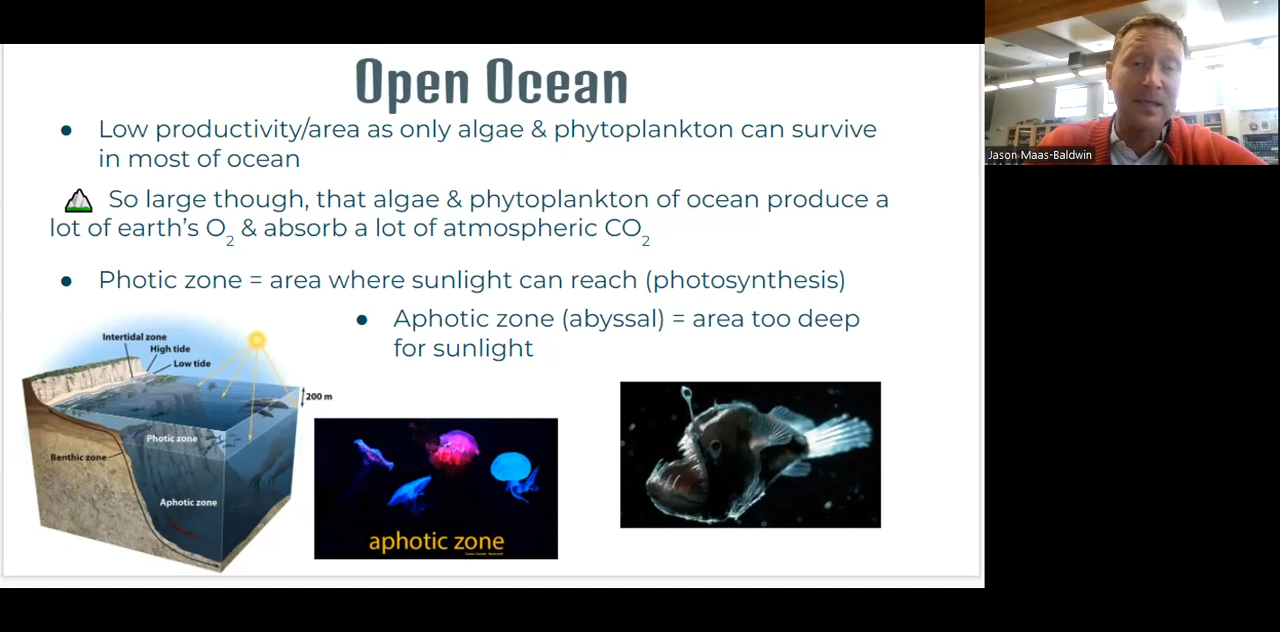 Open Ocean
● Low productivity/area as only algae & phytoplankton can survive
in most of ocean
So large though, that algae & phytoplankton of ocean produce a
lot of earth's O2 & absorb a lot of atmospheric CO2
● Photic zone = area where sunlight can reach (photosynthesis)
● Aphotic zone (abyssal) = area too deep
for sunlight
Intertidal zone
High tide
Low tide
200 m
Photic zone
Benthic zone
Aphotic zone
aphotic zone
Jason Maas-Baldwin